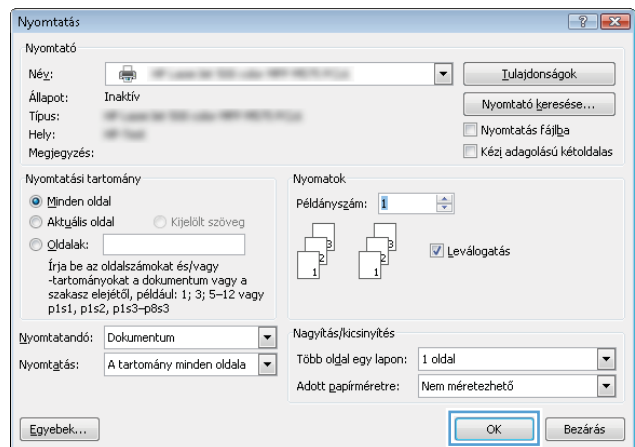 Nyomtatás
Nyomtató
Név:
Tulajdonságok
Állapot: Inaktív
Nyomtató keresése...
Típus:
Hely:
Nyomtatás fájlba
Megjegyzés:
Kézi adagolású kétoldalas
Nyomtatási tartomány
Minden oldal
Aktuális oldal Kijelölt szöveg
Oldalak:
Írja be az oldalszámokat és/vagy
-tartományokat a dokumentum vagy a
szakasz elejétől, például: 1; 3; 5–12 vagy
p1s1, p1s2, p1s3–p8s3
Nyomatok
Példányszám: 1
3 3
2 2
1 1
Leválogatás
Nyomtatandó: Dokumentum
Nyomtatás: A tartomány minden oldala
Nagyítás/kicsinyítés
Több oldal egy lapon: 1 oldal
Adott papírméretre: Nem méretezhető
Egyebek...
OK
Bezárás